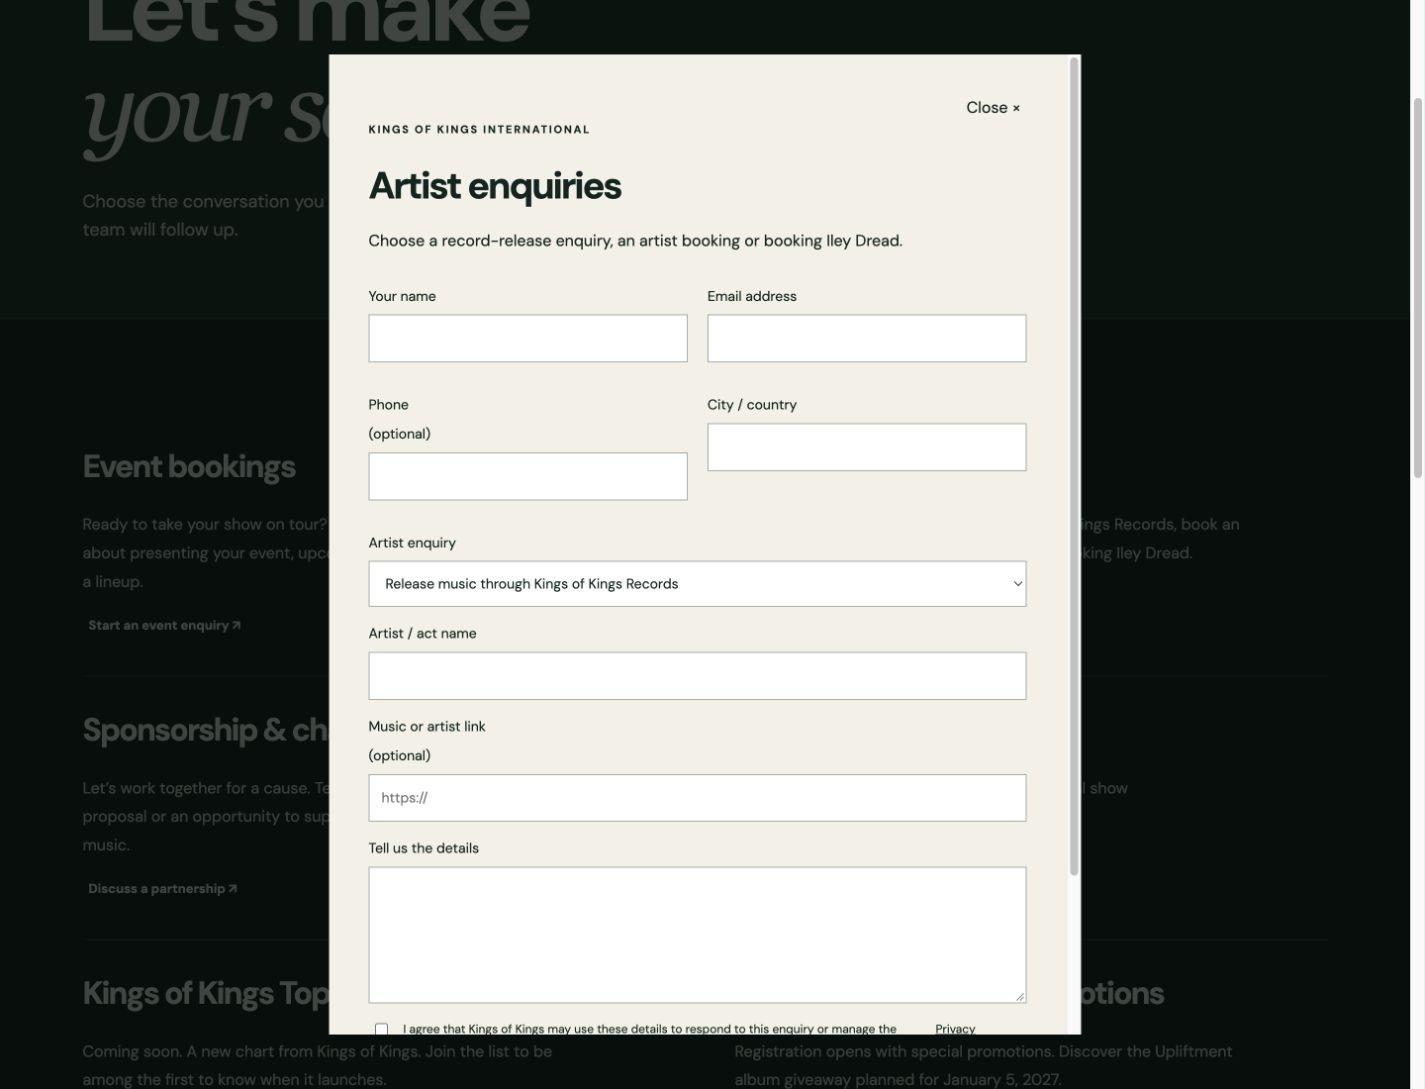 Let's make
your s
Choose the conversation you
team will follow up.
Close ×
KINGS OF KINGS INTERNATIONAL
Artist enquiries
Choose a record-release enquiry, an artist booking or booking Iley Dread.
Your name
Email address
Phone
(optional)
City / country
Artist enquiry
Release music through Kings of Kings Records
Artist / act name
Music or artist link
(optional)
https://
Tell us the details
I agree that Kings of Kings may use these details to respond to this enquiry or manage the
Privacy
Event bookings
Ready to take your show on tour?
about presenting your event, upco
a lineup.
Start an event enquiry ↗
ings Records, book an
king Iley Dread.
Sponsorship & ch
Let's work together for a cause. Te
proposal or an opportunity to sup
music.
Discuss a partnership ↗
l show
Kings of Kings Top
Coming soon. A new chart from Kings of Kings. Join the list to be
among the first to know when it launches.
otions
Registration opens with special promotions. Discover the Upliftment
album giveaway planned for January 5, 2027.